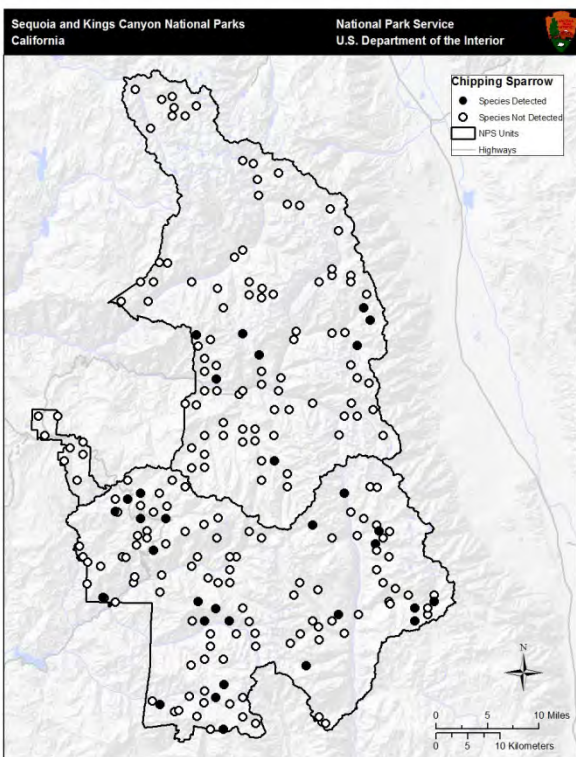 Sequoia and Kings Canyon National Parks
California
National Park Service
U.S. Department of the Interior
Chipping Sparrow
Species Detected
Species Not Detected
NPS Units
Highways
N
0 5 10 Miles
0 5 10 Kilometers